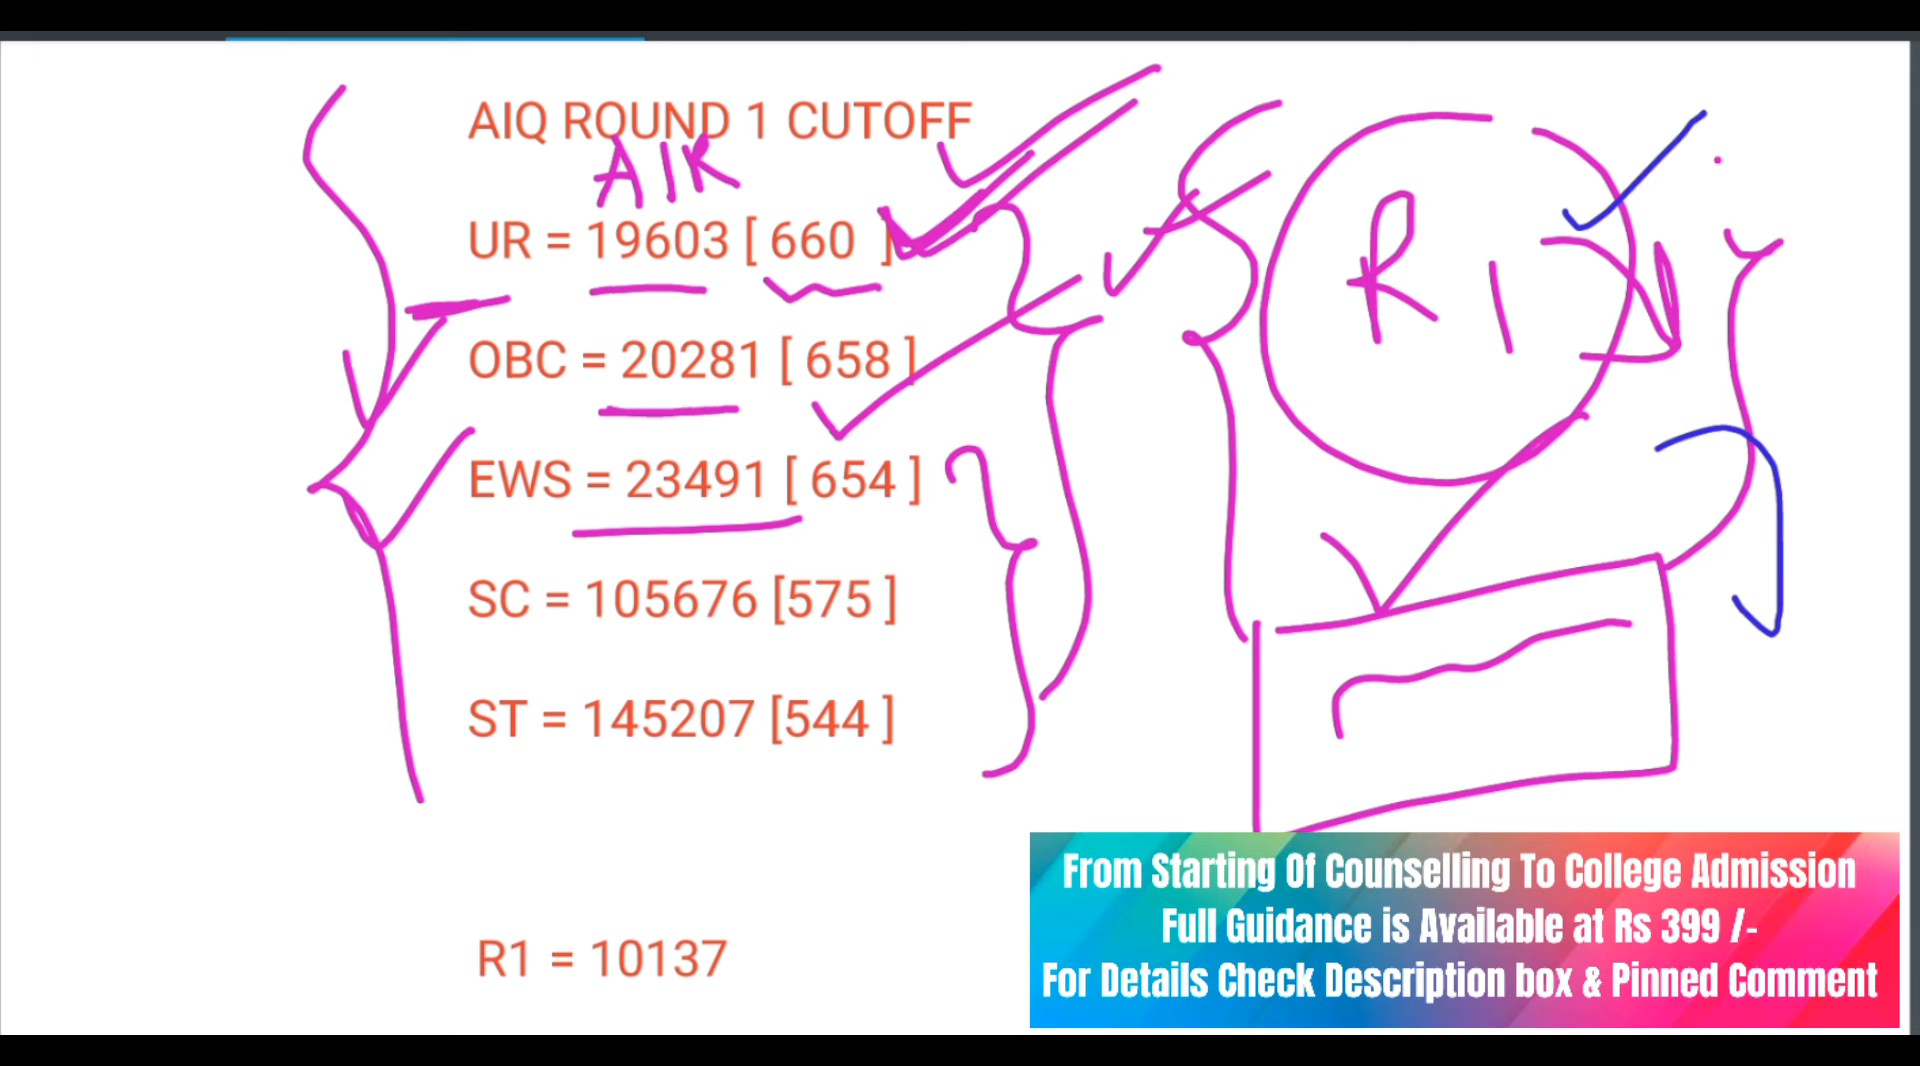 AIQ ROUND 1 CUTOFF
AIR
UR = 19603 [ 660 ]
R1
OBC = 20281 [ 658 ]
EWS = 23491 [ 654 ]
SC = 105676 [575 ]
ST = 145207 [544 ]
R1 = 10137
From Starting Of Counselling To College Admission
Full Guidance is Available at Rs 399 /-
For Details Check Description box & Pinned Comment